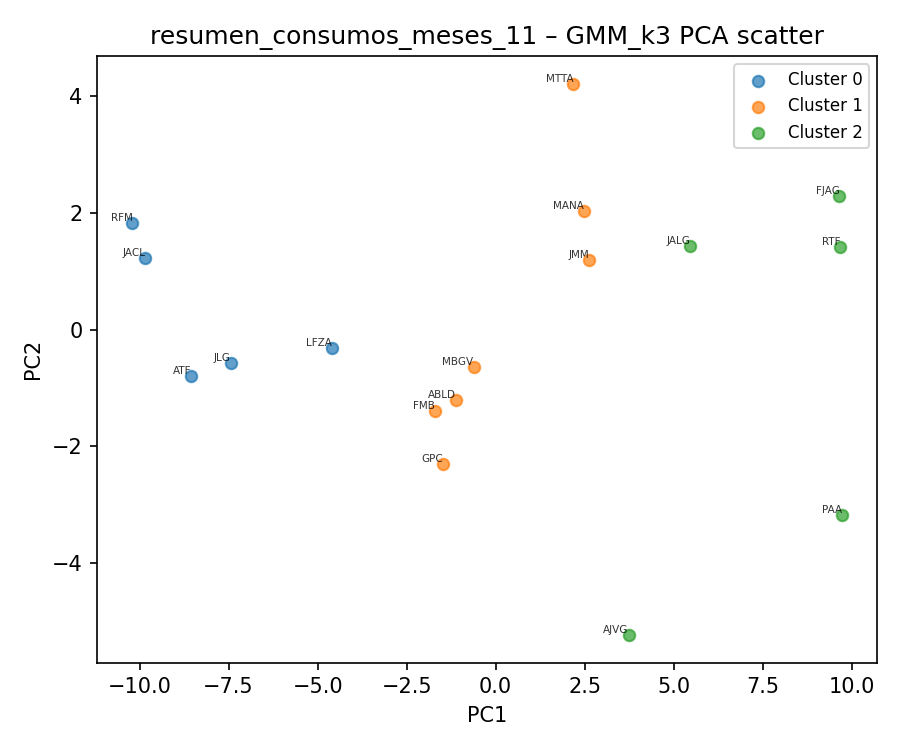 resumen_consumos_meses_11 – GMM_k3 PCA scatter
Cluster 0
Cluster 1
Cluster 2
MTTA
FJAG
RFM
MANA
JALG
RTF
JACL
JMM
LFZA
JLG
MBGV
ATF
ABLD
FMB
GPC
PAA
AJVG
4
2
0
−2
−4
PC2
−10.0
−7.5
−5.0
−2.5
0.0
2.5
5.0
7.5
10.0
PC1